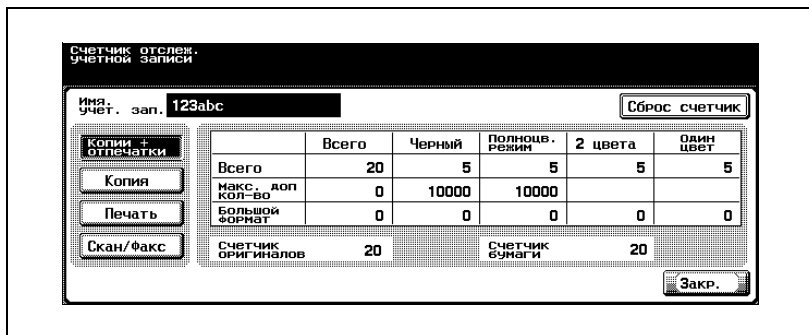 Счетчик отслеж.
учетной записи
Имя.
учет. зап. 123abc
Сброс счетчик
Копии +
отпечатки
Копия
Печать
Скан/Факс
Всего Черный Полноцв. режим 2 цвета Один цвет
Всего 20 5 5 5 5
Макс. доп кол-во 0 10000 10000
Большой формат 0 0 0 0 0
Счетчик оригиналов 20 Счетчик бумаги 20
Закр.